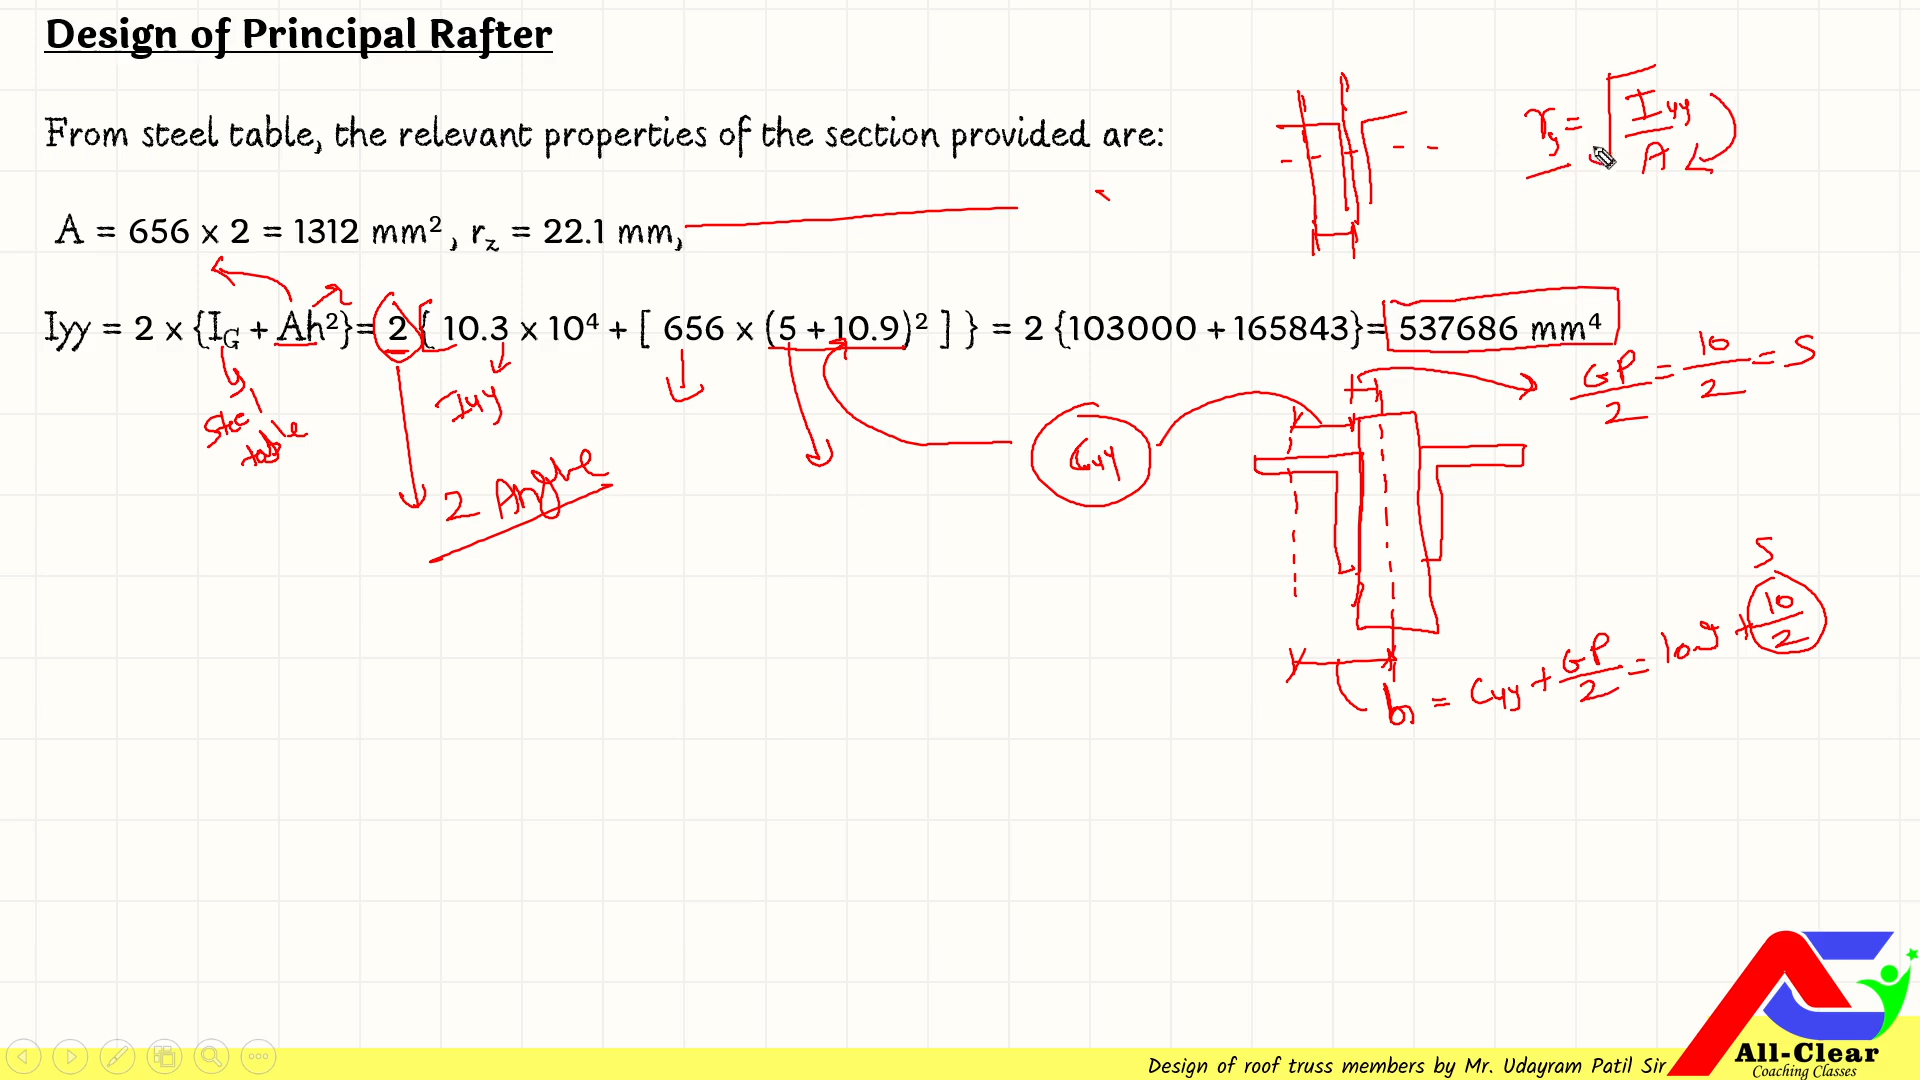 Design of Principal Rafter
From steel table, the relevant properties of the section provided are:
A = 656 x 2 = 1312 mm², r_z = 22.1 mm,
Iyy = 2 x {I_G + Ah²}= 2 { 10.3 x 10⁴ + [ 656 x (5 + 10.9)² ] } = 2 {103000 + 165843}= 537686 mm⁴
r_y = √(Iyy/A)
GP/2 = 10/2 = 5
Iyy
table
2 Angle
Cyy
5
h = Cyy + GP/2 = 10.9 + 10/2
Design of roof truss members by Mr. Udayram Patil Sir
All-Clear
Coaching Classes